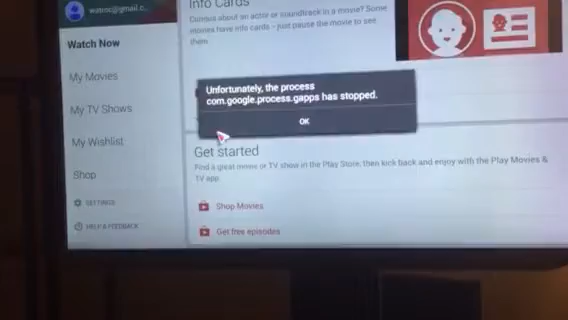 watroc@gmail.c...
Watch Now
My Movies
My TV Shows
My Wishlist
Shop
SETTINGS
HELP & FEEDBACK
Info Cards
Curious about an actor or soundtrack in a movie? Some
movies have info cards – just pause the movie to see
them
Unfortunately, the process
com.google.process.gapps has stopped.
OK
Get started
Find a great movie or TV show in the Play Store, then kick back and enjoy with the Play Movies &
TV app.
Shop Movies
Get free episodes